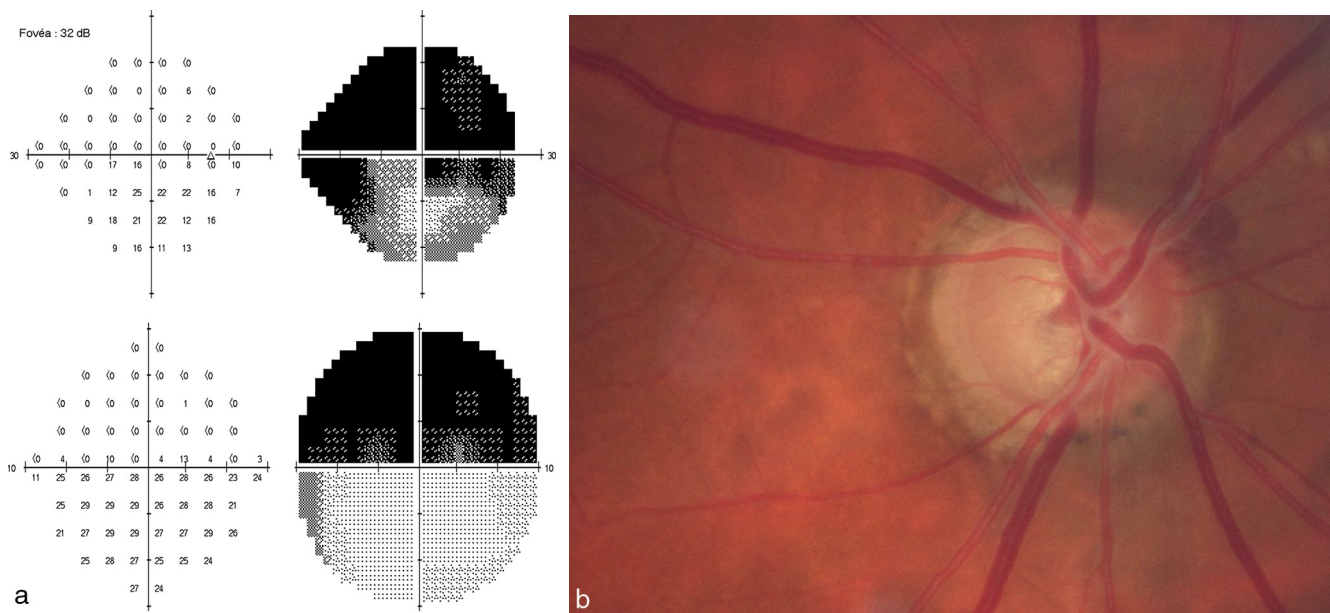 Fovéa : 32 dB
〈0 〈0 〈0 〈0
〈0 〈0 0 〈0 6 〈0
〈0 0 〈0 〈0 〈0 2 〈0 〈0
〈0 〈0 〈0 〈0 〈0 〈0 〈0 0 〈0
30 30
〈0 〈0 〈0 17 16 〈0 8 〈0 10
〈0 1 12 25 22 22 16 7
9 18 21 22 12 16
9 16 11 13
〈0 〈0
〈0 〈0 〈0 〈0 〈0 〈0
〈0 0 〈0 〈0 〈0 1 〈0 〈0
〈0 〈0 〈0 〈0 〈0 〈0 〈0 〈0
〈0 4 〈0 10 〈0 4 13 4 〈0 3
10 10
11 25 26 27 28 26 28 26 23 24
25 29 29 29 26 28 28 21
21 27 29 29 27 27 29 26
25 28 27 25 25 24
27 24
a
b